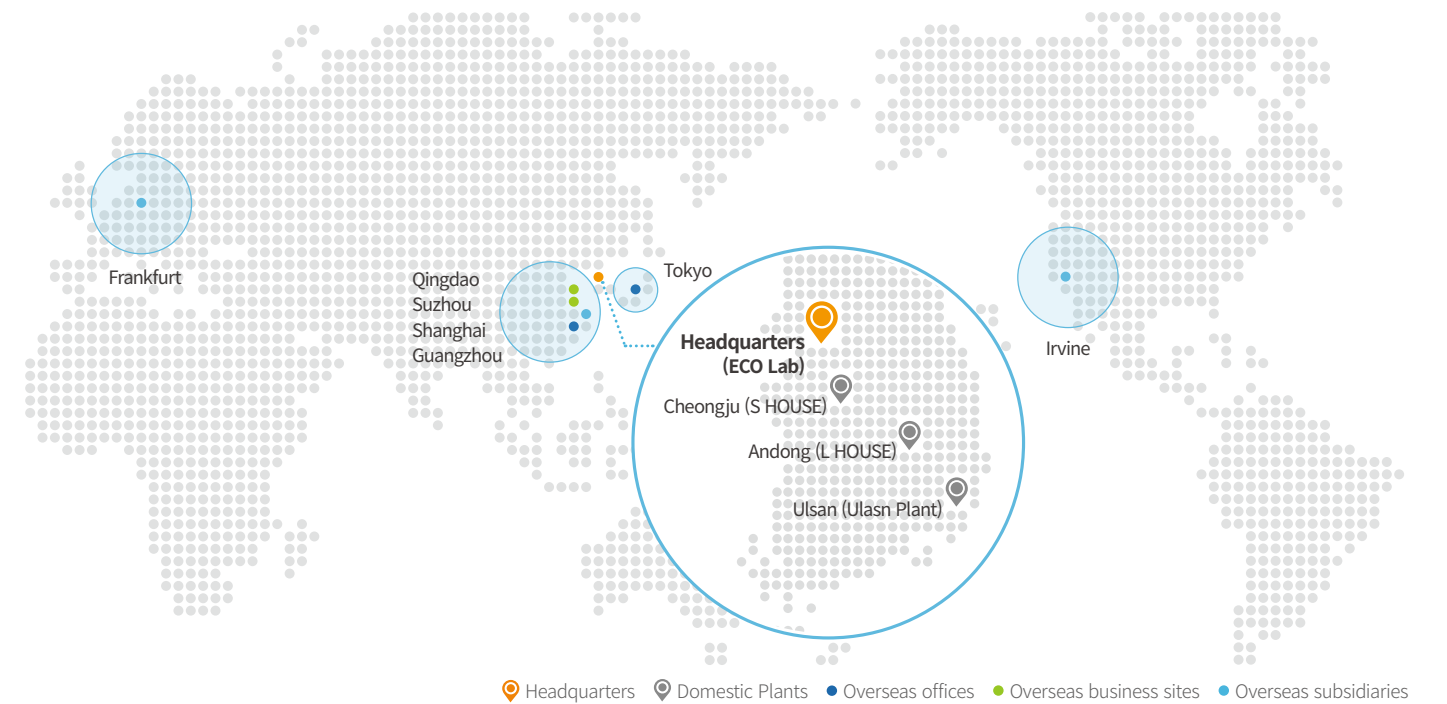 Frankfurt
Qingdao
Suzhou
Shanghai
Guangzhou
Tokyo
Headquarters
(ECO Lab)
Cheongju (S HOUSE)
Andong (L HOUSE)
Ulsan (Ulasn Plant)
Irvine
Headquarters Domestic Plants Overseas offices Overseas business sites Overseas subsidiaries